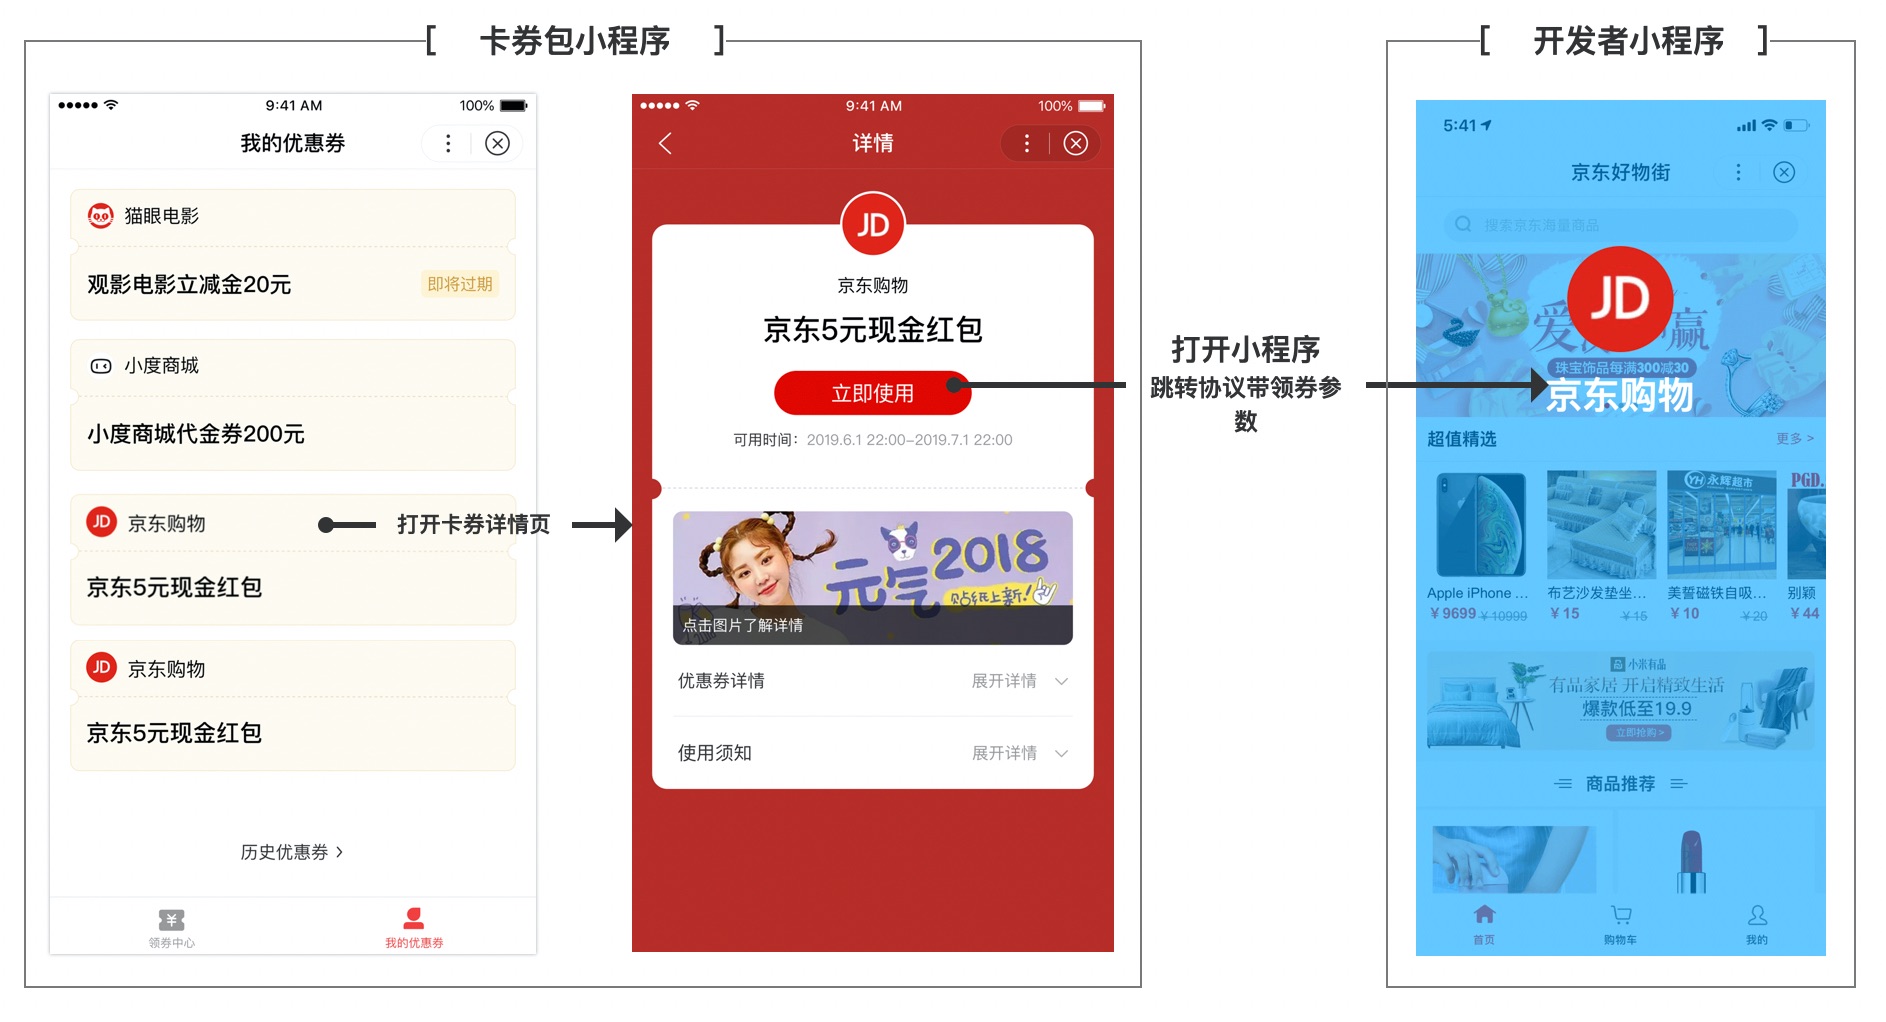 [ 卡券包小程序 ]
9:41 AM
100%
我的优惠券
猫眼电影
观影电影立减金20元
即将过期
小度商城
小度商城代金券200元
JD 京东购物
京东5元现金红包
JD 京东购物
京东5元现金红包
历史优惠券 >
¥
领券中心
我的优惠券
打开卡券详情页
9:41 AM
100%
详情
JD
京东购物
京东5元现金红包
立即使用
可用时间：2019.6.1 22:00-2019.7.1 22:00
元气2018
贴纸上新!
点击图片了解详情
优惠券详情 展开详情
使用须知 展开详情
打开小程序
跳转协议带领券参
数
[ 开发者小程序 ]
5:41
京东好物街
搜索京东海量商品
JD
赢
珠宝饰品每满300减30
京东购物
超值精选 更多 >
YH 永辉超市
PGD.
Apple iPhone ...
¥9699 ¥10999
布艺沙发垫坐...
¥15 ¥15
美誓磁铁自吸...
¥10 ¥20
别颖
¥44
小米有品
有品家居 开启精致生活
爆款低至19.9
立即抢购 >
商品推荐
首页
购物车
我的